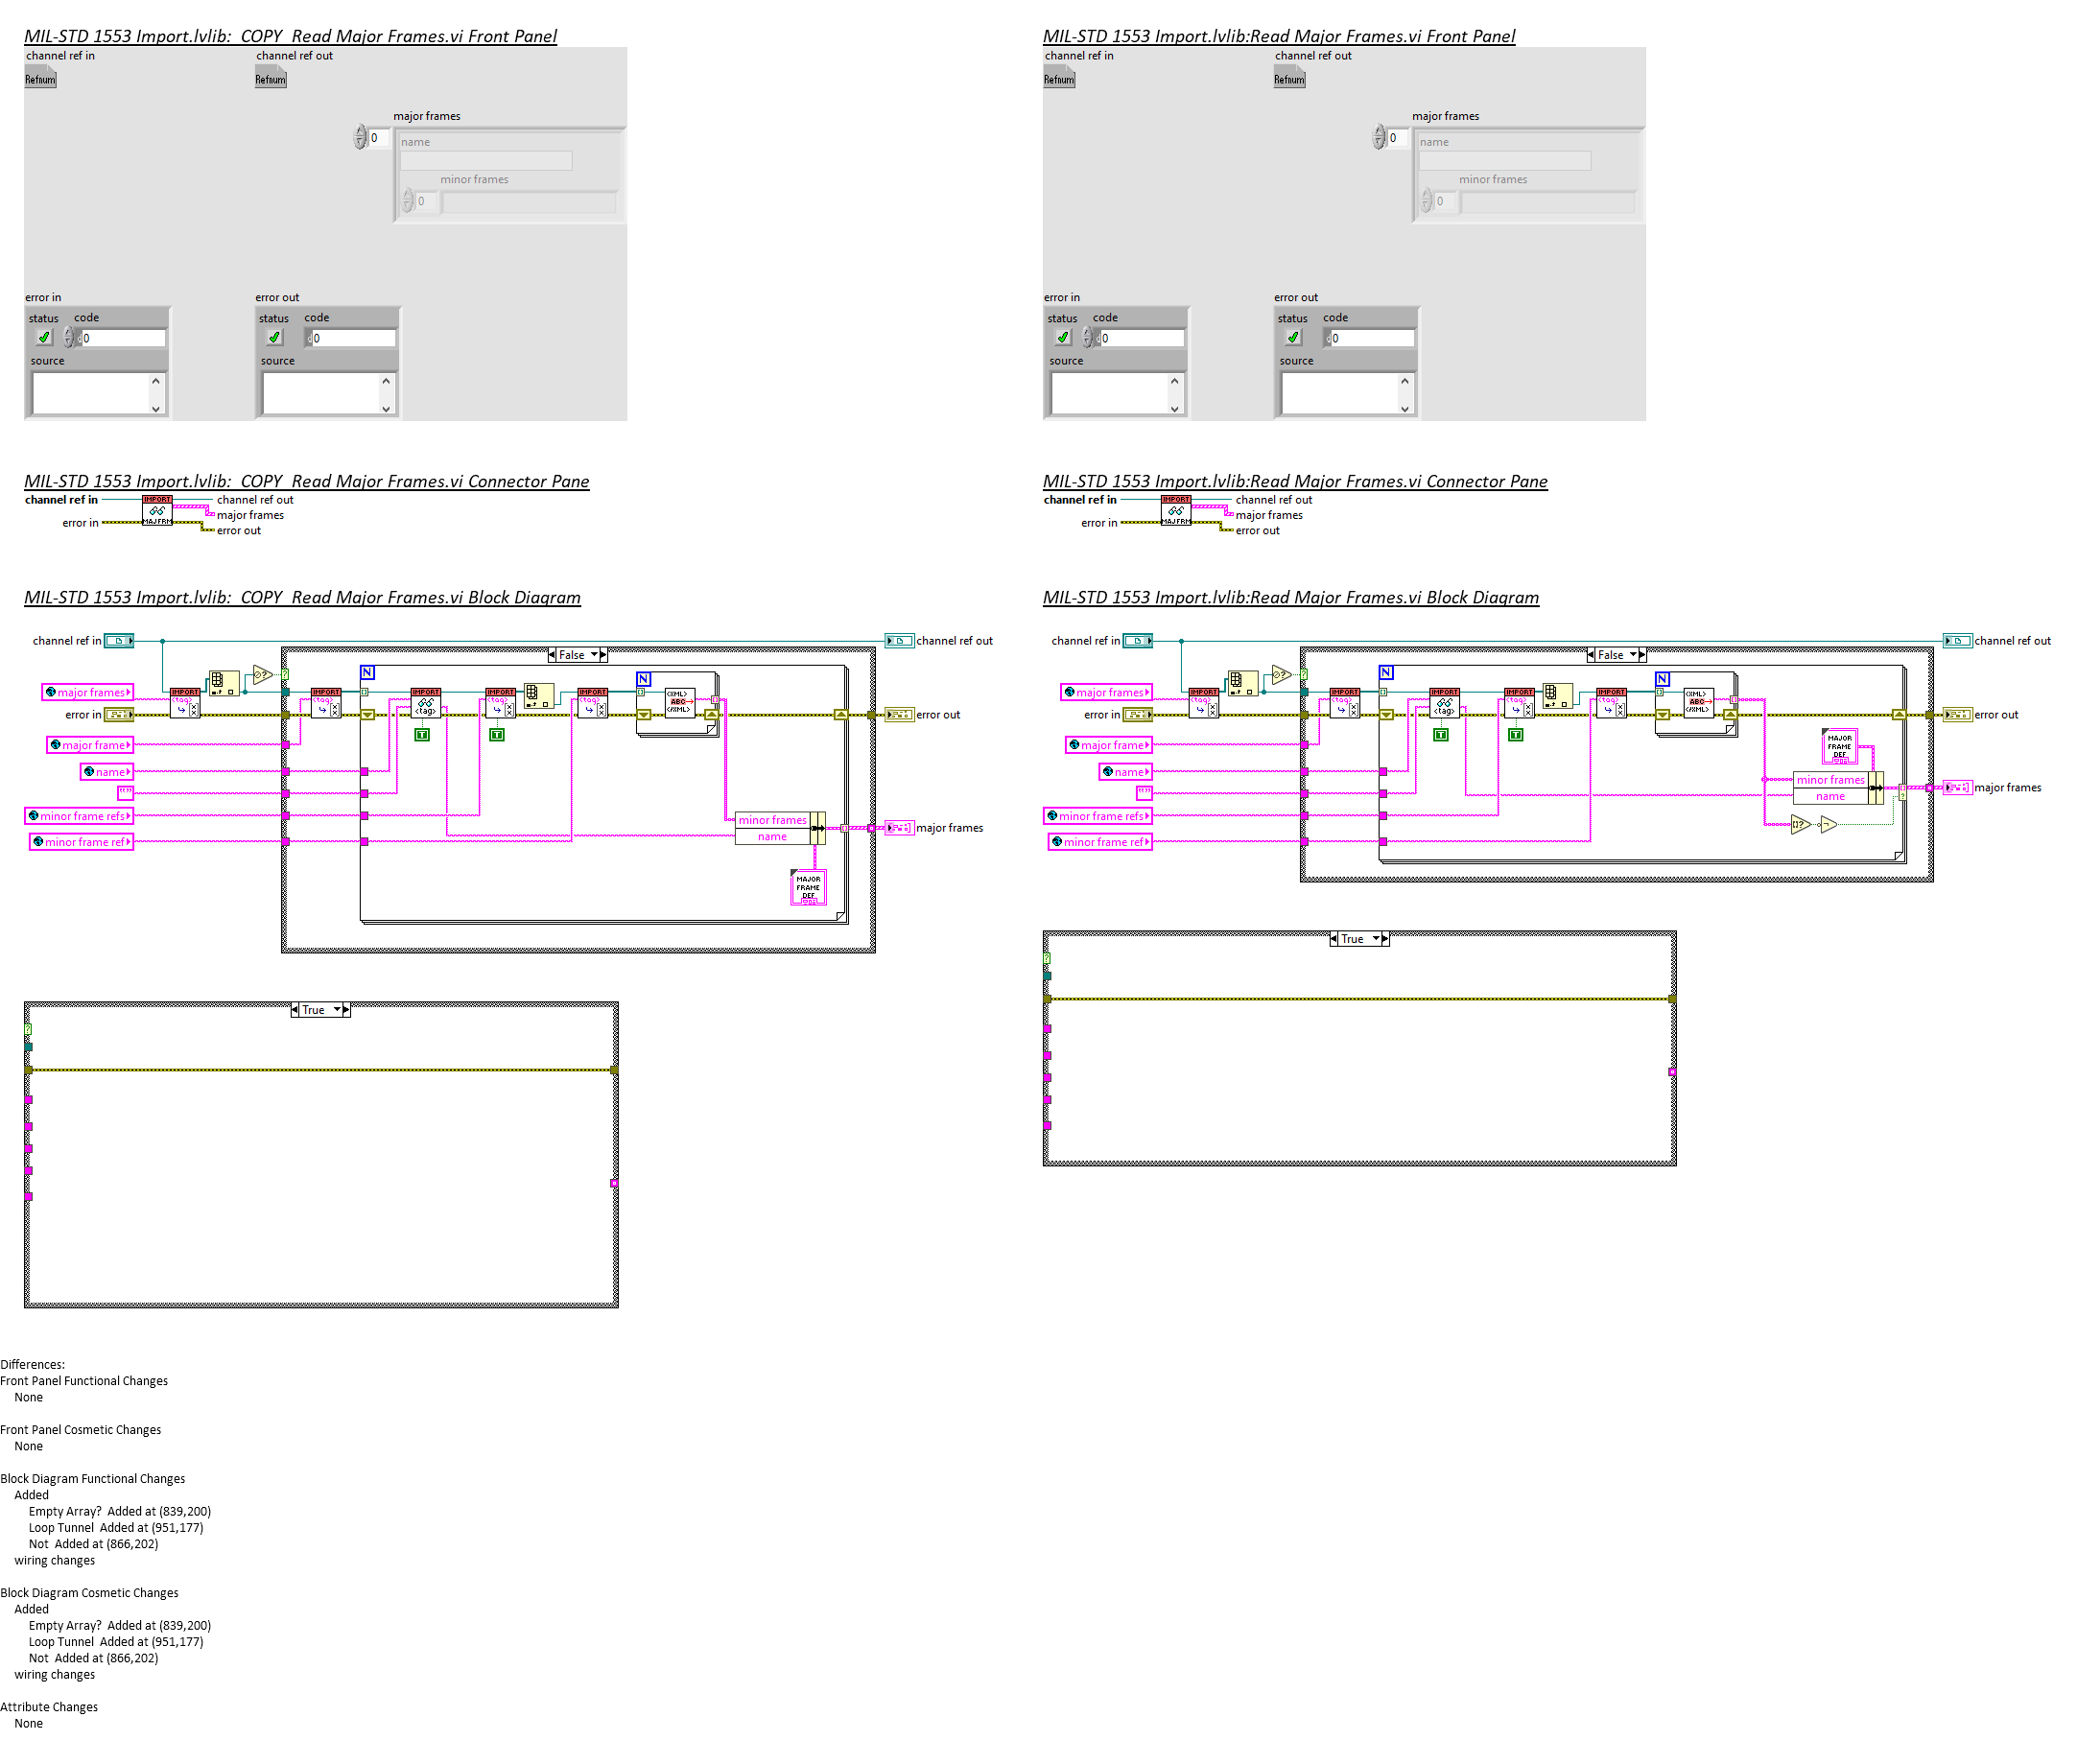 MIL-STD 1553 Import.lvlib:_COPY_Read Major Frames.vi Front Panel
channel ref in
channel ref out
Refnum
Refnum
major frames
0
name
minor frames
0
error in
error out
status
code
status
code
0
0
source
source
MIL-STD 1553 Import.lvlib:Read Major Frames.vi Front Panel
channel ref in
channel ref out
Refnum
Refnum
major frames
0
name
minor frames
0
error in
error out
status
code
status
code
0
0
source
source
MIL-STD 1553 Import.lvlib:_COPY_Read Major Frames.vi Connector Pane
channel ref in
channel ref out
IMPORT
major frames
MAJFRM
error in
error out
MIL-STD 1553 Import.lvlib:Read Major Frames.vi Connector Pane
channel ref in
channel ref out
IMPORT
major frames
MAJFRM
error in
error out
MIL-STD 1553 Import.lvlib:_COPY_Read Major Frames.vi Block Diagram
channel ref in
channel ref out
False
N
N
major frames
IMPORT
<tag>
IMPORT
<tag>
IMPORT
<tag>
IMPORT
<tag>
IMPORT
<tag>
<XML>
ABC
</XML>
error in
error out
T
T
major frame
name
minor frame refs
minor frames
name
major frames
minor frame ref
MAJOR
FRAME
DEF
True
MIL-STD 1553 Import.lvlib:Read Major Frames.vi Block Diagram
channel ref in
channel ref out
False
N
N
major frames
IMPORT
<tag>
IMPORT
<tag>
IMPORT
<tag>
IMPORT
<tag>
IMPORT
<tag>
<XML>
ABC
</XML>
error in
error out
T
T
major frame
MAJOR
FRAME
DEF
name
minor frames
name
major frames
minor frame refs
minor frame ref
True
Differences:
Front Panel Functional Changes
None
Front Panel Cosmetic Changes
None
Block Diagram Functional Changes
Added
Empty Array? Added at (839,200)
Loop Tunnel Added at (951,177)
Not Added at (866,202)
wiring changes
Block Diagram Cosmetic Changes
Added
Empty Array? Added at (839,200)
Loop Tunnel Added at (951,177)
Not Added at (866,202)
wiring changes
Attribute Changes
None